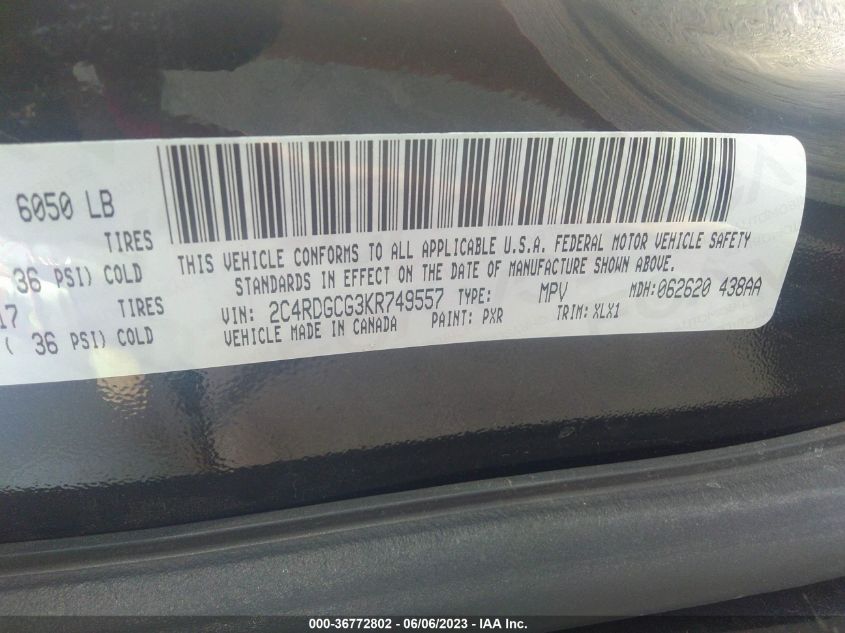 6050 LB
TIRES
36 PSI) COLD
17 TIRES
( 36 PSI) COLD
THIS VEHICLE CONFORMS TO ALL APPLICABLE U.S.A. FEDERAL MOTOR VEHICLE SAFETY
STANDARDS IN EFFECT ON THE DATE OF MANUFACTURE SHOWN ABOVE.
VIN: 2C4RDGCG3KR749557 TYPE: MPV MDH:062620 438AA
VEHICLE MADE IN CANADA PAINT: PXR TRIM: XLX1
000-36772802 - 06/06/2023 - IAA Inc.